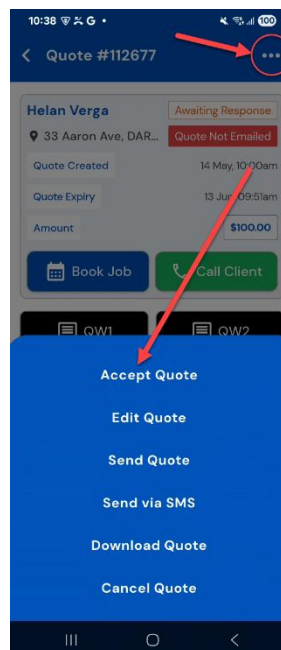 10:38 G • 100
Quote #112677
Helan Verga Awaiting Response
33 Aaron Ave, DAR... Quote Not Emailed
Quote Created 14 May, 10:00am
Quote Expiry 13 Jun, 09:51am
Amount $100.00
Book Job Call Client
QW1 QW2
Accept Quote
Edit Quote
Send Quote
Send via SMS
Download Quote
Cancel Quote